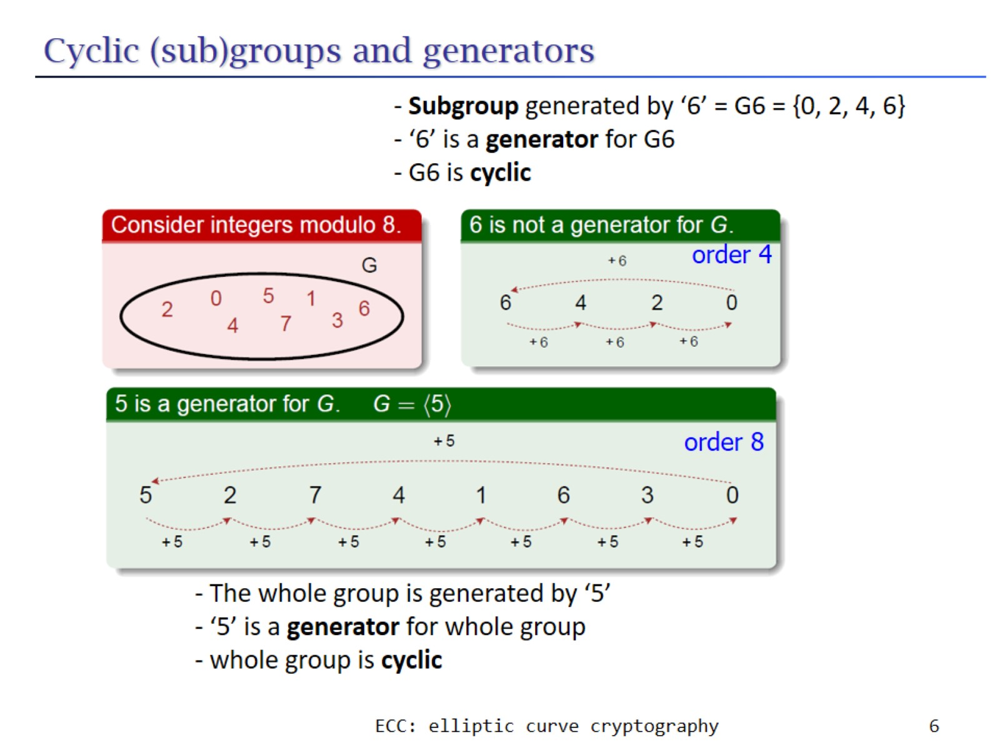 Cyclic (sub)groups and generators
- Subgroup generated by ‘6’ = G6 = {0, 2, 4, 6}
- ‘6’ is a generator for G6
- G6 is cyclic
Consider integers modulo 8.
G
2 0 5 1 6
4 7 3
6 is not a generator for G.
order 4
+6
6 4 2 0
+6 +6 +6
5 is a generator for G. G = ⟨5⟩
order 8
+5
5 2 7 4 1 6 3 0
+5 +5 +5 +5 +5 +5 +5
- The whole group is generated by ‘5’
- ‘5’ is a generator for whole group
- whole group is cyclic
ECC: elliptic curve cryptography 6